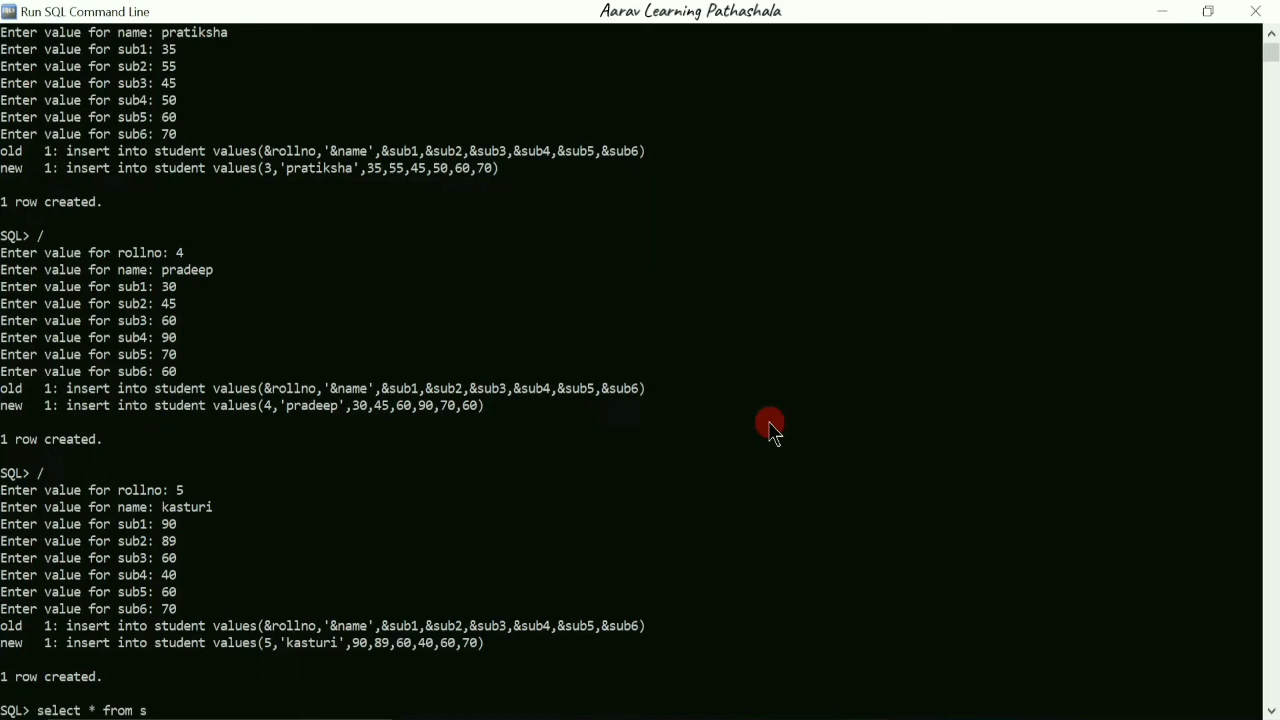 Run SQL Command Line
Aarav Learning Pathashala
Enter value for name: pratiksha
Enter value for sub1: 35
Enter value for sub2: 55
Enter value for sub3: 45
Enter value for sub4: 50
Enter value for sub5: 60
Enter value for sub6: 70
old   1: insert into student values(&rollno,'&name',&sub1,&sub2,&sub3,&sub4,&sub5,&sub6)
new   1: insert into student values(3,'pratiksha',35,55,45,50,60,70)
1 row created.
SQL> /
Enter value for rollno: 4
Enter value for name: pradeep
Enter value for sub1: 30
Enter value for sub2: 45
Enter value for sub3: 60
Enter value for sub4: 90
Enter value for sub5: 70
Enter value for sub6: 60
old   1: insert into student values(&rollno,'&name',&sub1,&sub2,&sub3,&sub4,&sub5,&sub6)
new   1: insert into student values(4,'pradeep',30,45,60,90,70,60)
1 row created.
SQL> /
Enter value for rollno: 5
Enter value for name: kasturi
Enter value for sub1: 90
Enter value for sub2: 89
Enter value for sub3: 60
Enter value for sub4: 40
Enter value for sub5: 60
Enter value for sub6: 70
old   1: insert into student values(&rollno,'&name',&sub1,&sub2,&sub3,&sub4,&sub5,&sub6)
new   1: insert into student values(5,'kasturi',90,89,60,40,60,70)
1 row created.
SQL> select * from s